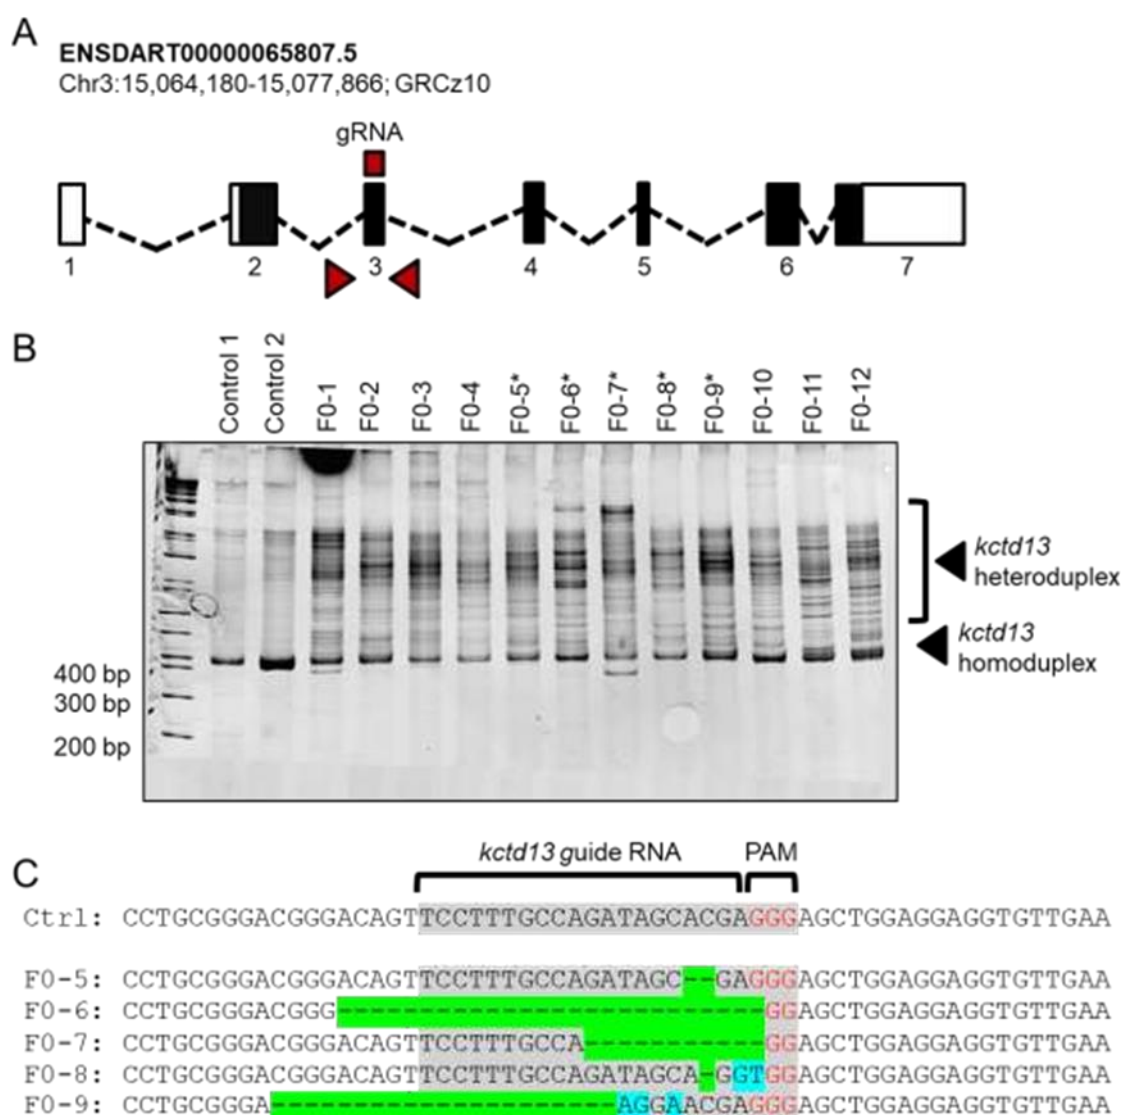 A
ENSDART00000065807.5
Chr3:15,064,180-15,077,866; GRCz10
gRNA
1 2 3 4 5 6 7
B
Control 1 Control 2 F0-1 F0-2 F0-3 F0-4 F0-5* F0-6* F0-7* F0-8* F0-9* F0-10 F0-11 F0-12
kctd13
heteroduplex
kctd13
homoduplex
400 bp
300 bp
200 bp
C
kctd13 guide RNA PAM
Ctrl: CCTGCGGGACGGGACAGTTCCTTTGCCAGATAGCACGAGGGAGCTGGAGGAGGTGTTGAA
F0-5: CCTGCGGGACGGGACAGTTCCTTTGCCAGATAGC--GAGGGAGCTGGAGGAGGTGTTGAA
F0-6: CCTGCGGGACGGG--------------------------GGAGCTGGAGGAGGTGTTGAA
F0-7: CCTGCGGGACGGGACAGTTCCTTTGCCA-----------GGAGCTGGAGGAGGTGTTGAA
F0-8: CCTGCGGGACGGGACAGTTCCTTTGCCAGATAGCA-GGTGGAGCTGGAGGAGGTGTTGAA
F0-9: CCTGCGGGA---------------------AGGAACGAGGGAGCTGGAGGAGGTGTTGAA